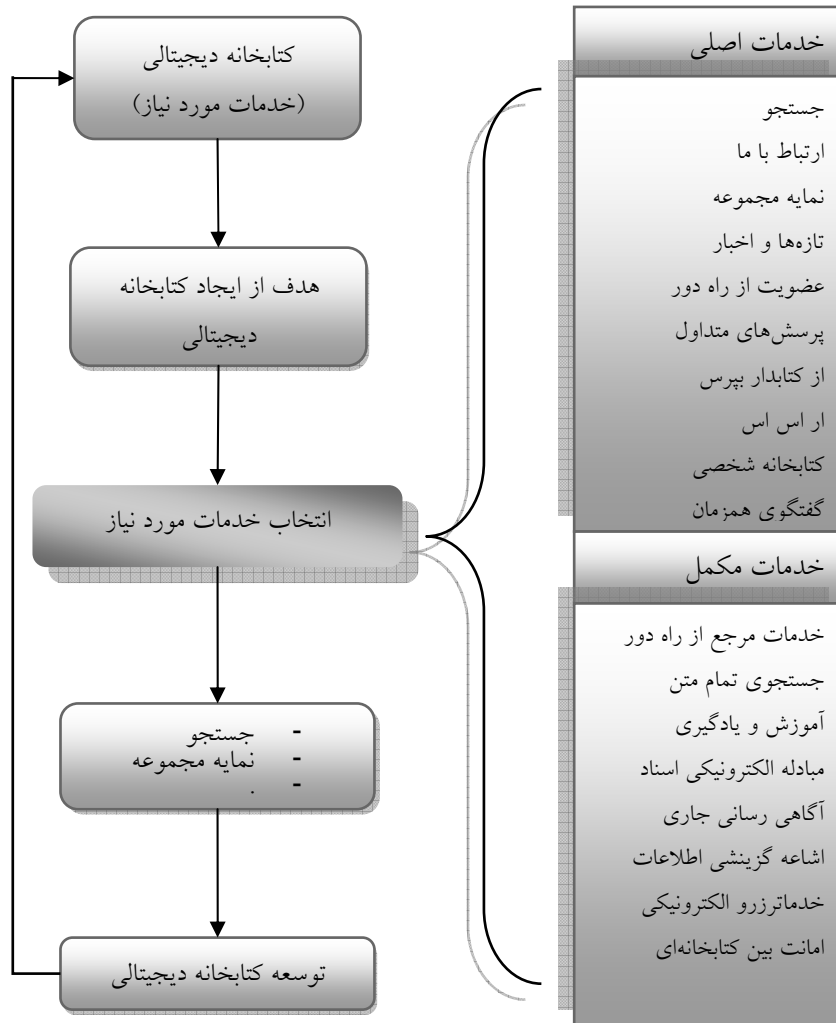 کتابخانه دیجیتالی
(خدمات مورد نیاز)
هدف از ایجاد کتابخانه
دیجیتالی
انتخاب خدمات مورد نیاز
- جستجو
- نمایه مجموعه
- .
توسعه کتابخانه دیجیتالی
خدمات اصلی
جستجو
ارتباط با ما
نمایه مجموعه
تازه‌ها و اخبار
عضویت از راه دور
پرسش‌های متداول
از کتابدار بپرس
ار اس اس
کتابخانه شخصی
گفتگوی همزمان
خدمات مکمل
خدمات مرجع از راه دور
جستجوی تمام متن
آموزش و یادگیری
مبادله الکترونیکی اسناد
آگاهی رسانی جاری
اشاعه گزینشی اطلاعات
خدماترزرو الکترونیکی
امانت بین کتابخانه‌ای